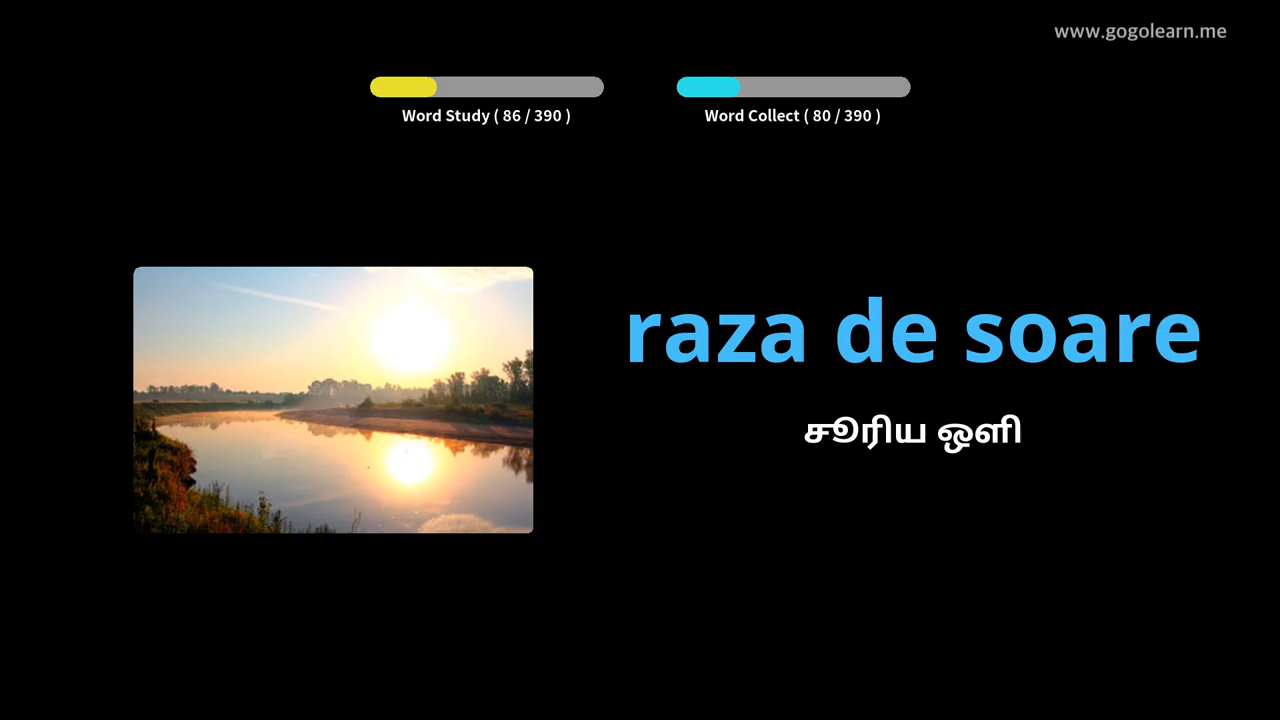 www.gogolearn.me
Word Study ( 86 / 390 )
Word Collect ( 80 / 390 )
raza de soare
சூரிய ஒளி